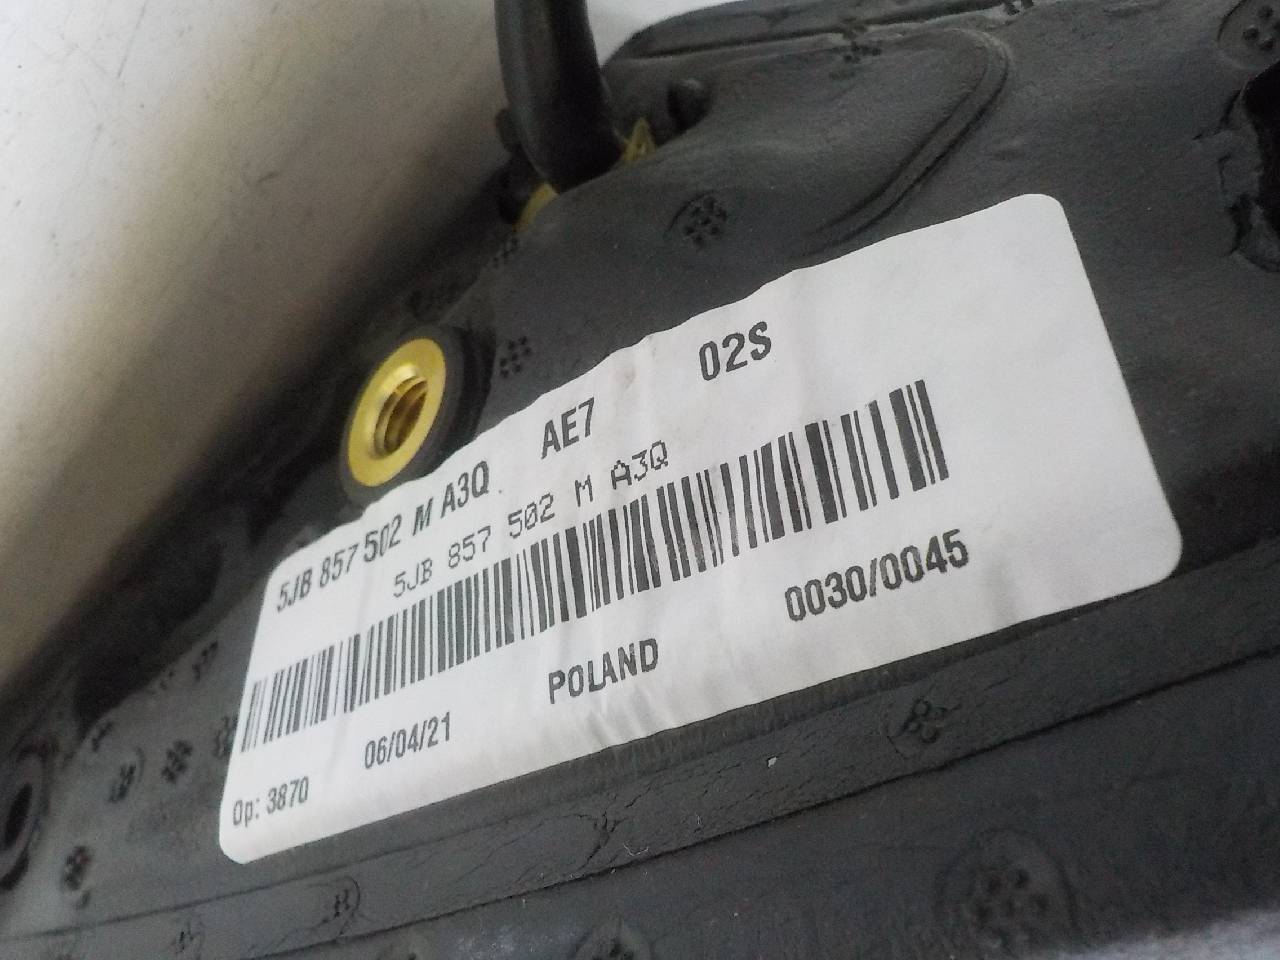 5JB 857 502 M A3Q AE7 02S
5JB 857 502 M A3Q
Op: 3870 06/04/21 POLAND 0030/0045